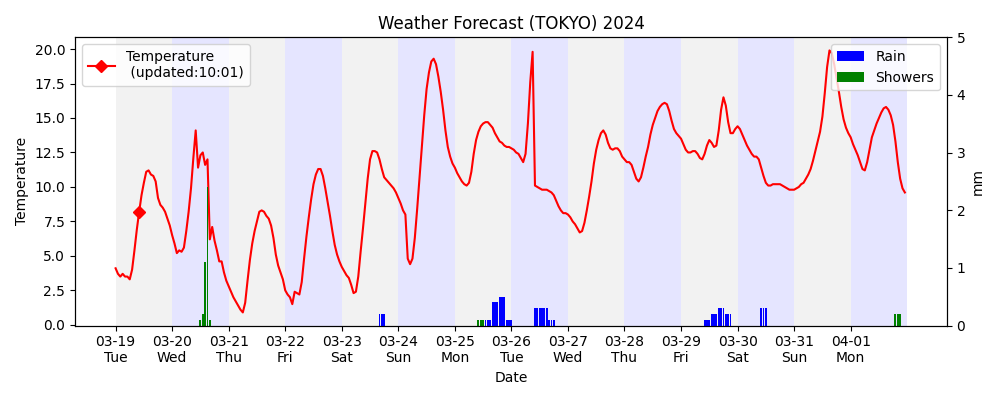 Weather Forecast (TOKYO) 2024
Temperature
(updated:10:01)
Rain
Showers
Temperature
20.0
17.5
15.0
12.5
10.0
7.5
5.0
2.5
0.0
5
4
3
2
1
0
mm
03-19 03-20 03-21 03-22 03-23 03-24 03-25 03-26 03-27 03-28 03-29 03-30 03-31 04-01
Tue Wed Thu Fri Sat Sun Mon Tue Wed Thu Fri Sat Sun Mon
Date